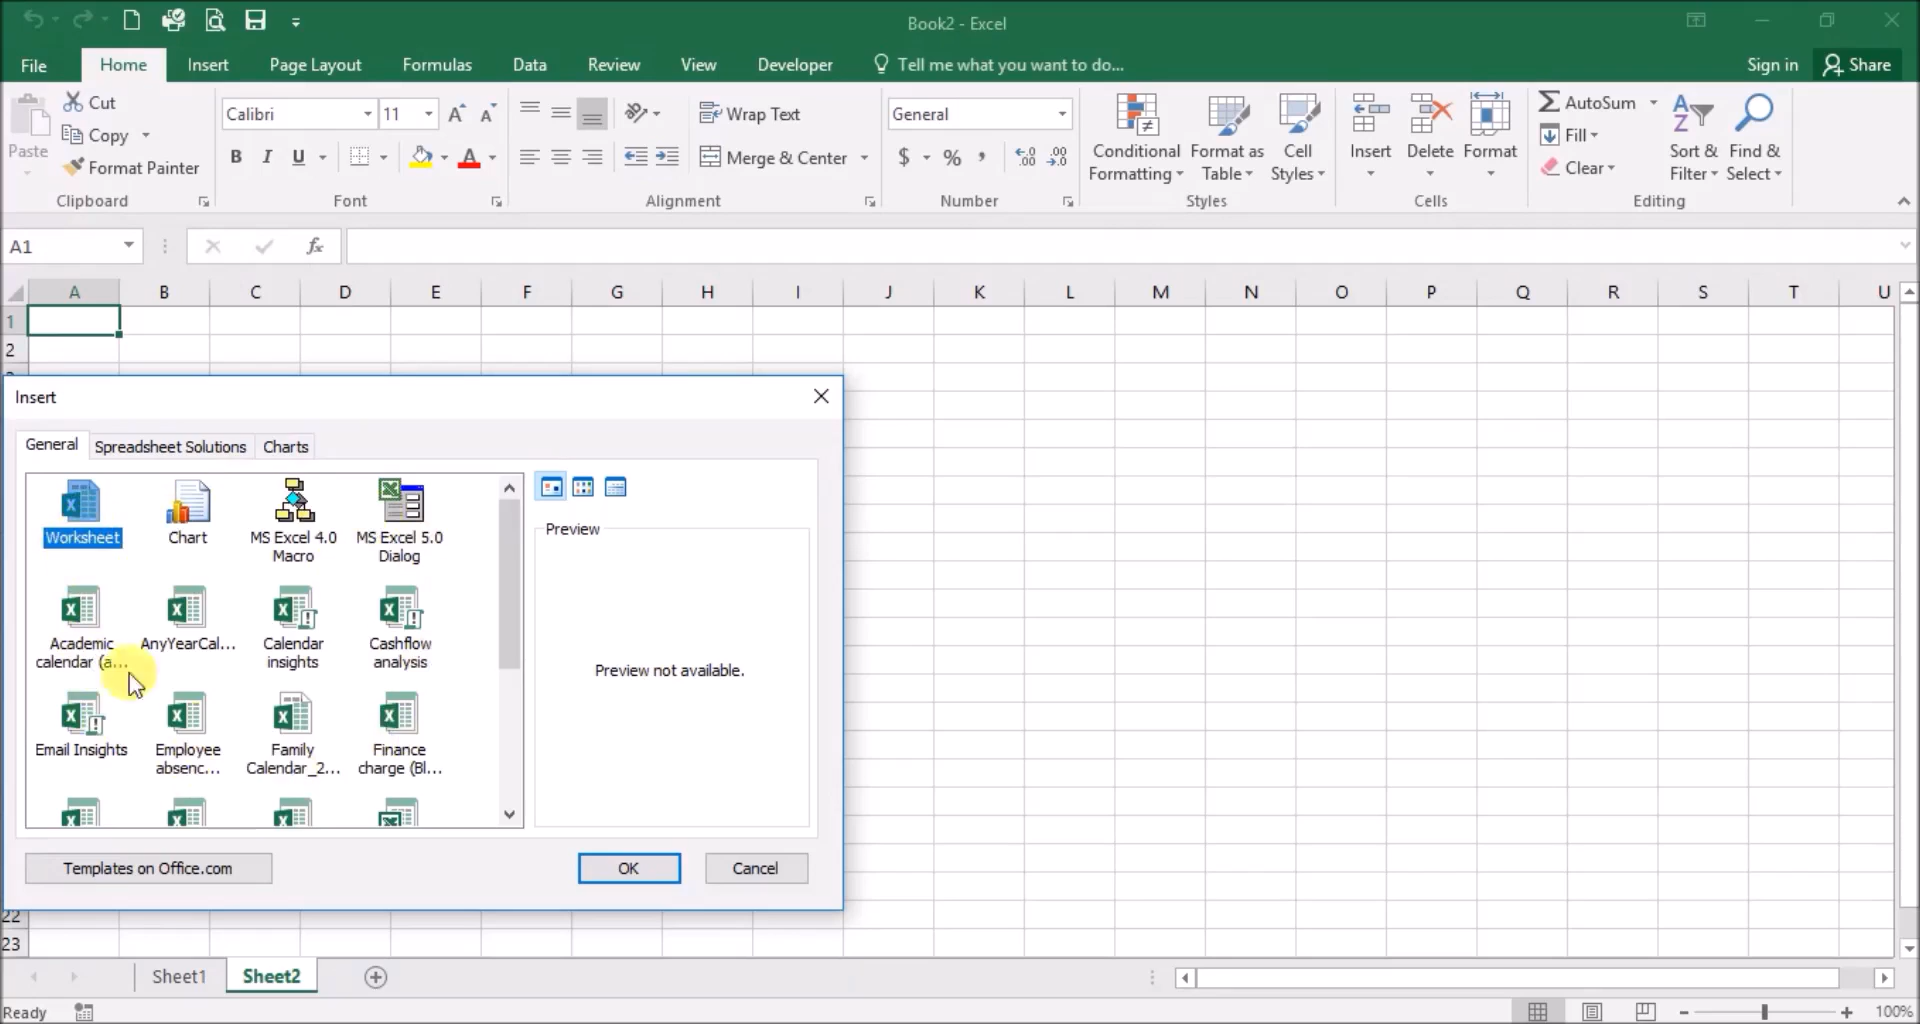 Book2 - Excel
File Home Insert Page Layout Formulas Data Review View Developer Tell me what you want to do... Sign in Share
Paste
Cut
Copy
Format Painter
Clipboard
Calibri 11
B I U
Font
Wrap Text
Merge & Center
Alignment
General
$ % ,
Number
Conditional
Formatting
Format as
Table
Cell
Styles
Styles
Insert
Delete
Format
Cells
AutoSum
Fill
Clear
Sort &
Filter
Find &
Select
Editing
A1
fx
A B C D E F G H I J K L M N O P Q R S T U
1
2
Insert
General Spreadsheet Solutions Charts
Worksheet
Chart
MS Excel 4.0
Macro
MS Excel 5.0
Dialog
Academic
calendar (a...
AnyYearCal...
Calendar
insights
Cashflow
analysis
Email Insights
Employee
absenc...
Family
Calendar_2...
Finance
charge (Bl...
Preview
Preview not available.
Templates on Office.com
OK
Cancel
22
23
Sheet1 Sheet2
Ready
100%